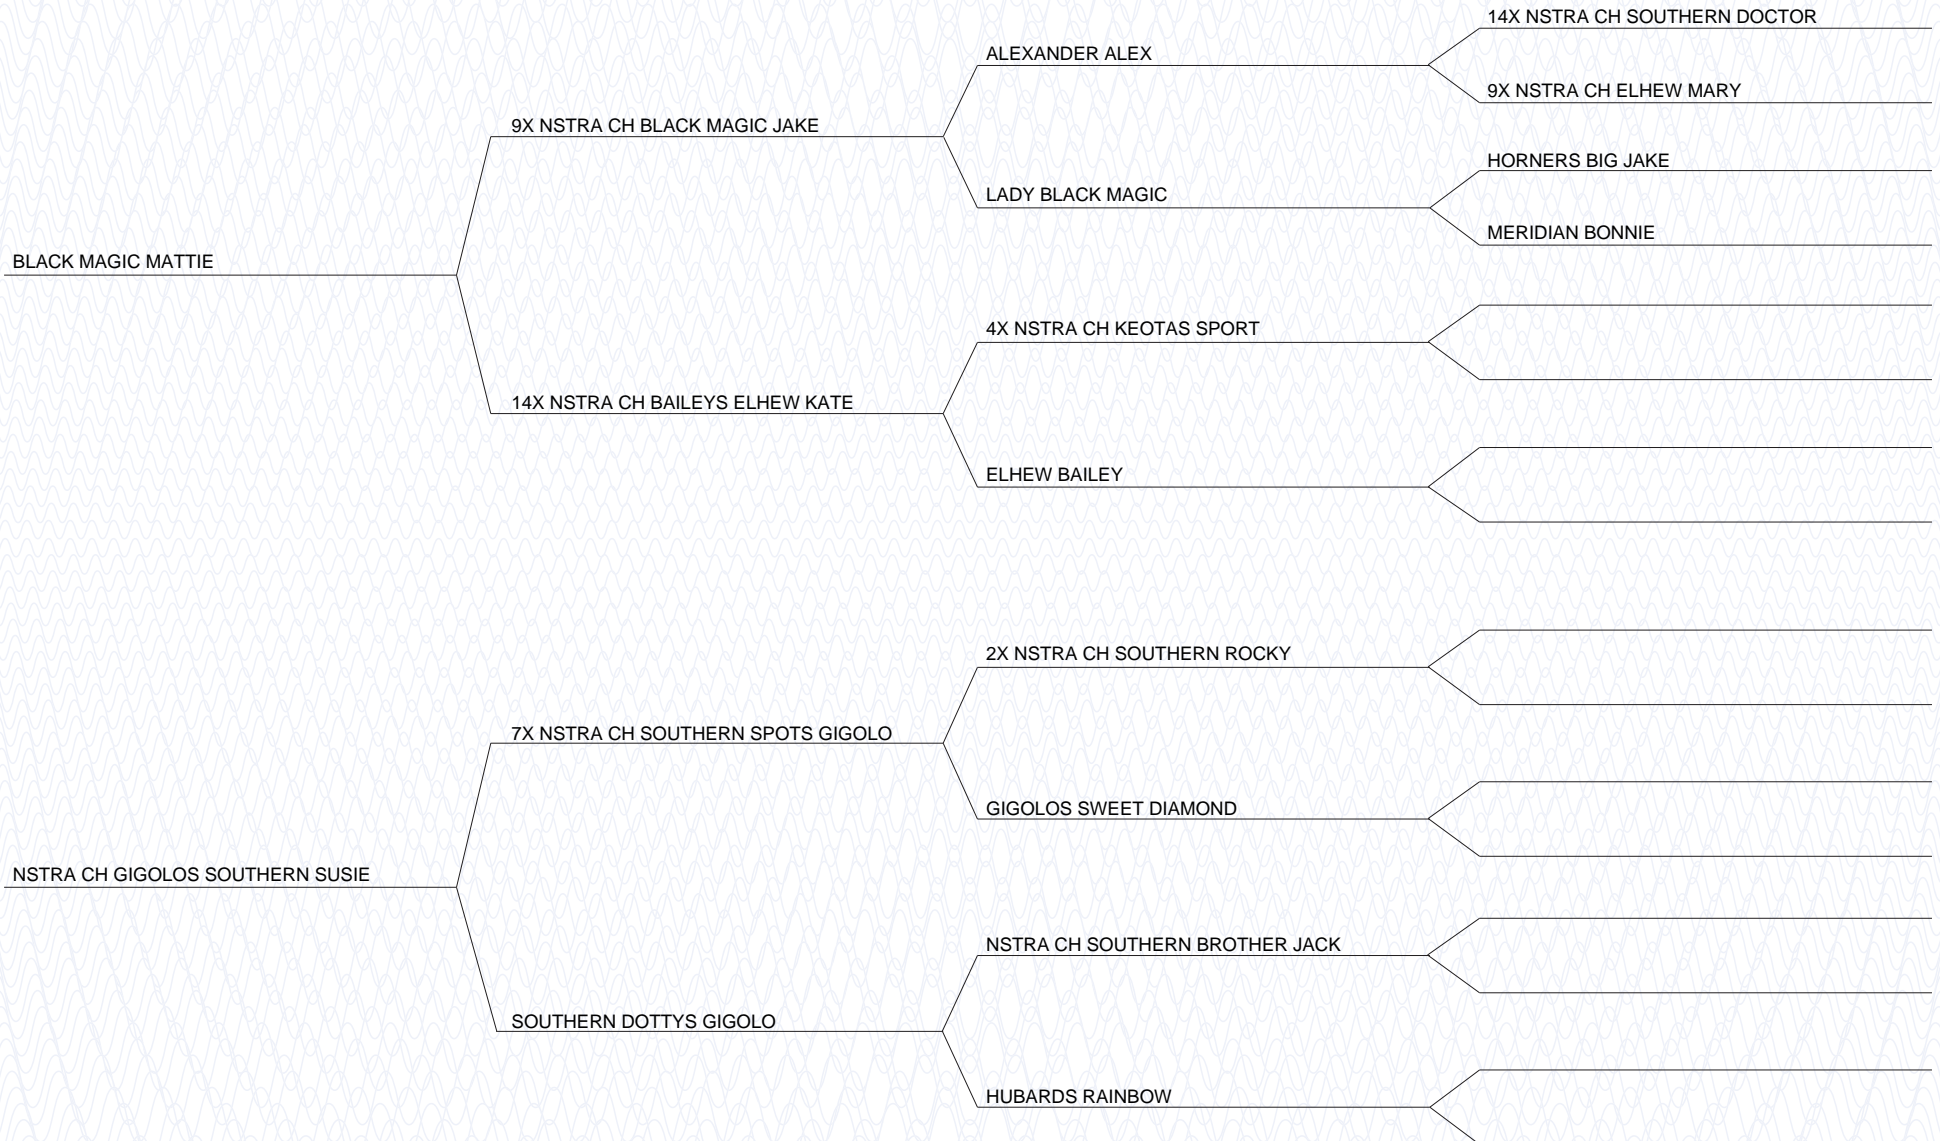 14X NSTRA CH SOUTHERN DOCTOR
ALEXANDER ALEX
9X NSTRA CH ELHEW MARY
9X NSTRA CH BLACK MAGIC JAKE
HORNERS BIG JAKE
LADY BLACK MAGIC
MERIDIAN BONNIE
BLACK MAGIC MATTIE
4X NSTRA CH KEOTAS SPORT
14X NSTRA CH BAILEYS ELHEW KATE
ELHEW BAILEY
2X NSTRA CH SOUTHERN ROCKY
7X NSTRA CH SOUTHERN SPOTS GIGOLO
GIGOLOS SWEET DIAMOND
NSTRA CH GIGOLOS SOUTHERN SUSIE
NSTRA CH SOUTHERN BROTHER JACK
SOUTHERN DOTTYS GIGOLO
HUBARDS RAINBOW